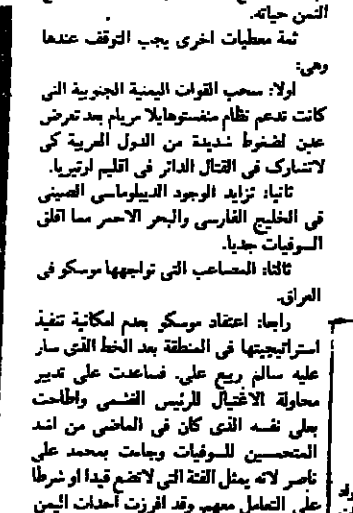 الثمن حياته.
ثمة معطيات اخرى يجب التوقف عندها
وهي:
اولا: سحب القوات اليمنية الجنوبية التي
كانت تدعم نظام منغستوهايلا مريام بعد تعرض
عدن لضغوط شديدة من الدول العربية كي
لاتشارك في القتال الدائر في اقليم ارتيريا.
ثانيا: تزايد الوجود الديبلوماسي الصيني
في الخليج الفارسي والبحر الاحمر مما اقلق
السوفيات جديا.
ثالثا: المصاعب التي تواجهها موسكو في
العراق.
رابعا: اعتقاد موسكو بعدم امكانية تنفيذ
استراتيجيتها في المنطقة بعد الخط الذي سار
عليه سالم ربيع علي. فساعدت على تدبير
محاولة الاغتيال للرئيس الغشمي واطاحت
بعلي نفسه الذي كان في الماضي من اشد
المتحمسين للسوفيات وجاءت بمحمد علي
ناصر لانه يمثل الفئة التي لاتضع قيدا او شرطا
على التعامل معهم. وقد افرزت أحداث اليمن